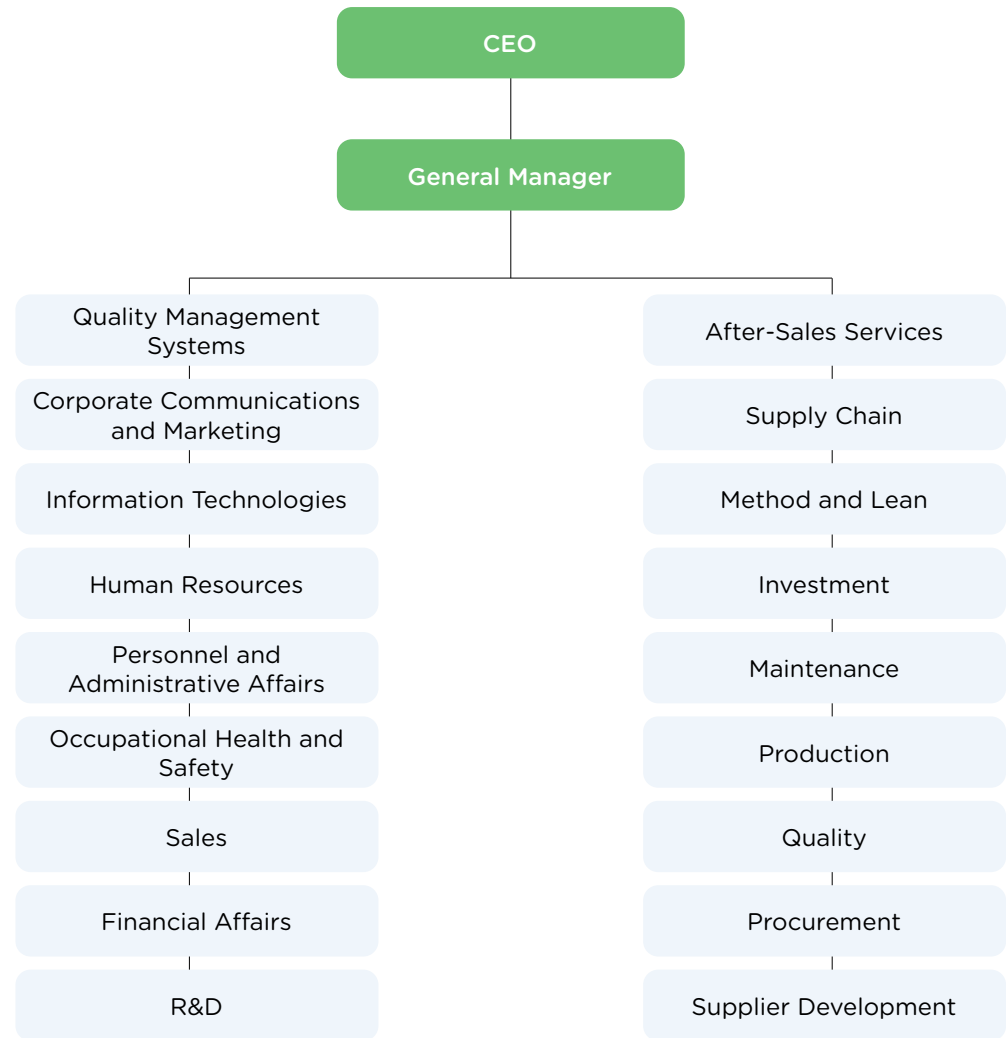 CEO
General Manager
Quality Management
Systems
Corporate Communications
and Marketing
Information Technologies
Human Resources
Personnel and
Administrative Affairs
Occupational Health and
Safety
Sales
Financial Affairs
R&D
After-Sales Services
Supply Chain
Method and Lean
Investment
Maintenance
Production
Quality
Procurement
Supplier Development